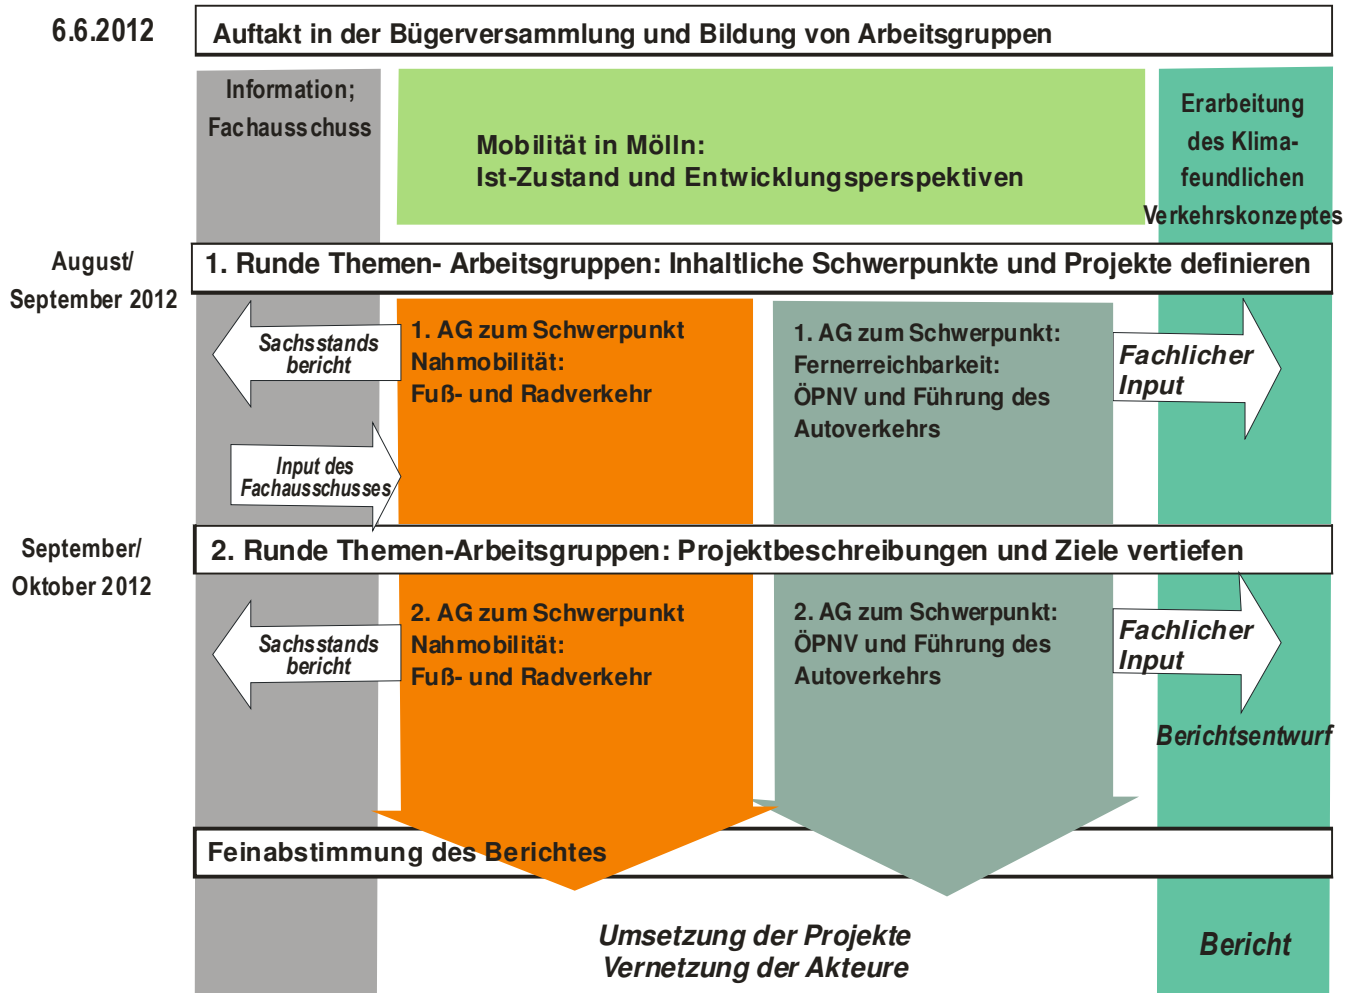 6.6.2012
Auftakt in der Bügerversammlung und Bildung von Arbeitsgruppen
Information;
Fachausschuss
Mobilität in Mölln:
Ist-Zustand und Entwicklungsperspektiven
Erarbeitung
des Klima-
feundlichen
Verkehrskonzeptes
August/
September 2012
1. Runde Themen- Arbeitsgruppen: Inhaltliche Schwerpunkte und Projekte definieren
Sachsstands
bericht
1. AG zum Schwerpunkt
Nahmobilität:
Fuß- und Radverkehr
1. AG zum Schwerpunkt:
Fernerreichbarkeit:
ÖPNV und Führung des
Autoverkehrs
Fachlicher
Input
Input des
Fachausschusses
September/
Oktober 2012
2. Runde Themen-Arbeitsgruppen: Projektbeschreibungen und Ziele vertiefen
Sachsstands
bericht
2. AG zum Schwerpunkt
Nahmobilität:
Fuß- und Radverkehr
2. AG zum Schwerpunkt:
ÖPNV und Führung des
Autoverkehrs
Fachlicher
Input
Berichtsentwurf
Feinabstimmung des Berichtes
Umsetzung der Projekte
Vernetzung der Akteure
Bericht